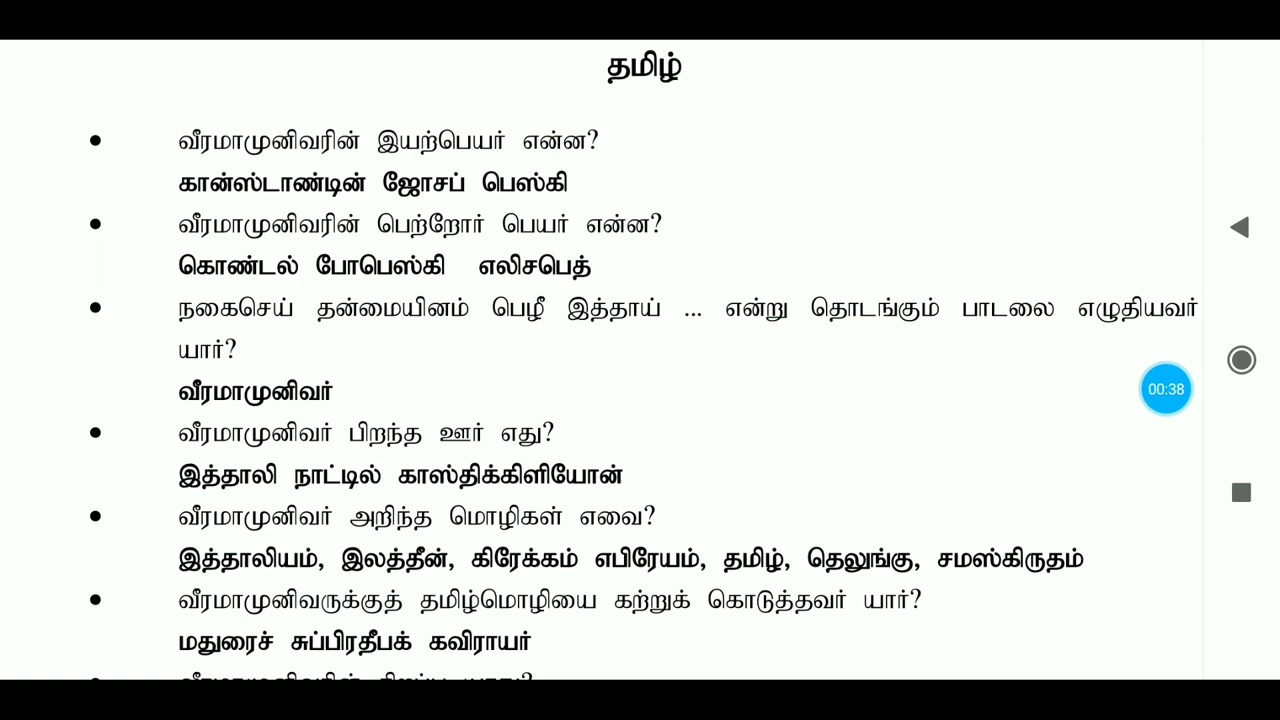 தமிழ்
• வீரமாமுனிவரின் இயற்பெயர் என்ன?
கான்ஸ்டாண்டின் ஜோசப் பெஸ்கி
• வீரமாமுனிவரின் பெற்றோர் பெயர் என்ன?
கொண்டல் போபெஸ்கி எலிசபெத்
• நகைசெய் தன்மையினம் பெழீ இத்தாய் ... என்று தொடங்கும் பாடலை எழுதியவர்
யார்?
வீரமாமுனிவர்
00:38
• வீரமாமுனிவர் பிறந்த ஊர் எது?
இத்தாலி நாட்டில் காஸ்திக்கிளியோன்
• வீரமாமுனிவர் அறிந்த மொழிகள் எவை?
இத்தாலியம், இலத்தீன், கிரேக்கம் எபிரேயம், தமிழ், தெலுங்கு, சமஸ்கிருதம்
• வீரமாமுனிவருக்குத் தமிழ்மொழியை கற்றுக் கொடுத்தவர் யார்?
மதுரைச் சுப்பிரதீபக் கவிராயர்